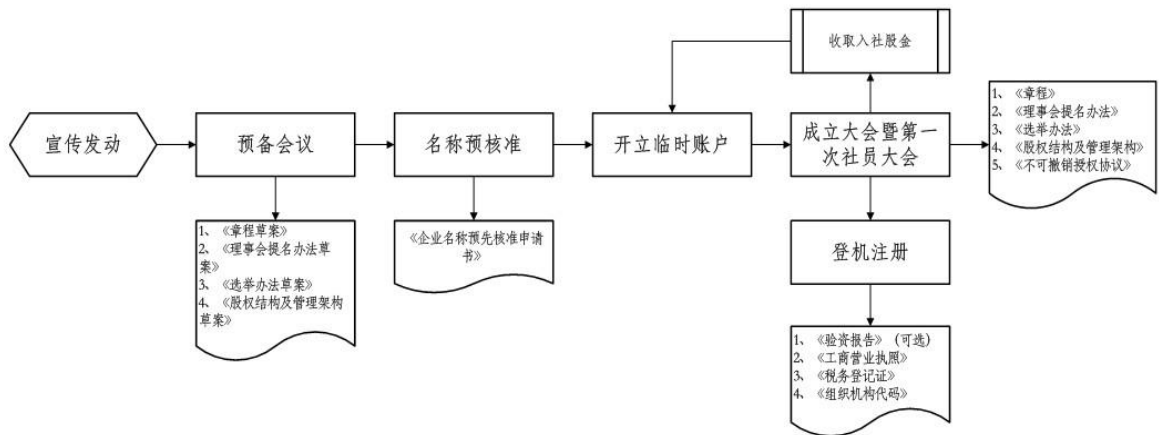 收取入社股金
宣传发动
预备会议
名称预核准
开立临时账户
成立大会暨第一
次社员大会
1、《章程》
2、《理事会提名办法》
3、《选举办法》
4、《股权结构及管理架构》
5、《不可撤销授权协议》
1、《章程草案》
2、《理事会提名办法草
案》
3、《选举办法草案》
4、《股权结构及管理架构
草案》
《企业名称预先核准申请
书》
登机注册
1、《验资报告》（可选）
2、《工商营业执照》
3、《税务登记证》
4、《组织机构代码》